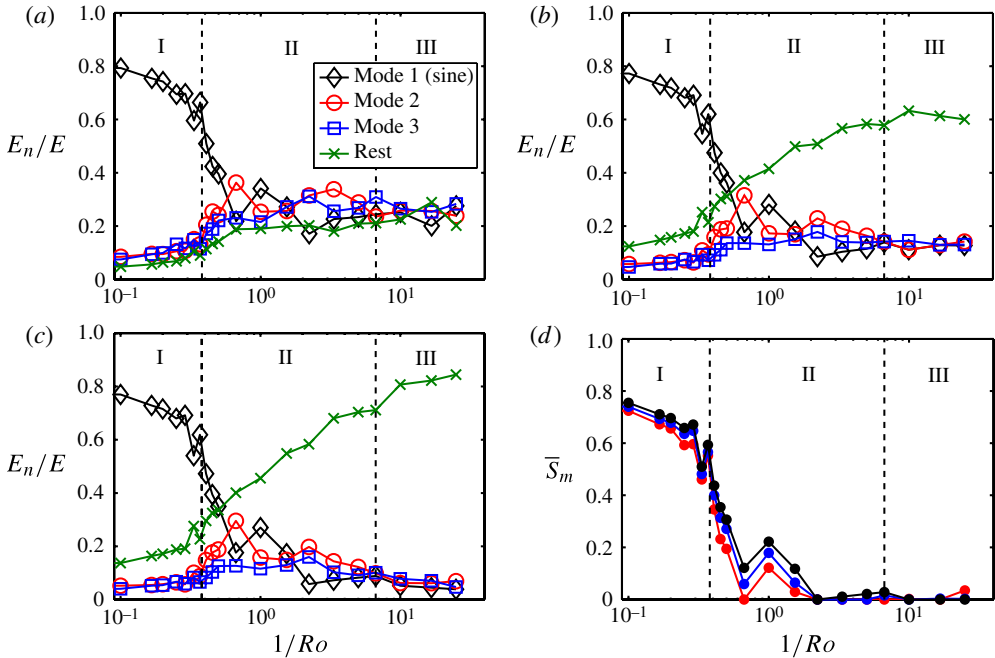 (a)
1.0
0.8
0.6
0.4
0.2
0
E_n/E
I
II
III
Mode 1 (sine)
Mode 2
Mode 3
Rest
10^{-1}
10^0
10^1
(b)
1.0
0.8
0.6
0.4
0.2
0
E_n/E
I
II
III
10^{-1}
10^0
10^1
(c)
1.0
0.8
0.6
0.4
0.2
0
E_n/E
I
II
III
10^{-1}
10^0
10^1
1/Ro
(d)
1.0
0.8
0.6
0.4
0.2
0
S̅_m
I
II
III
10^{-1}
10^0
10^1
1/Ro